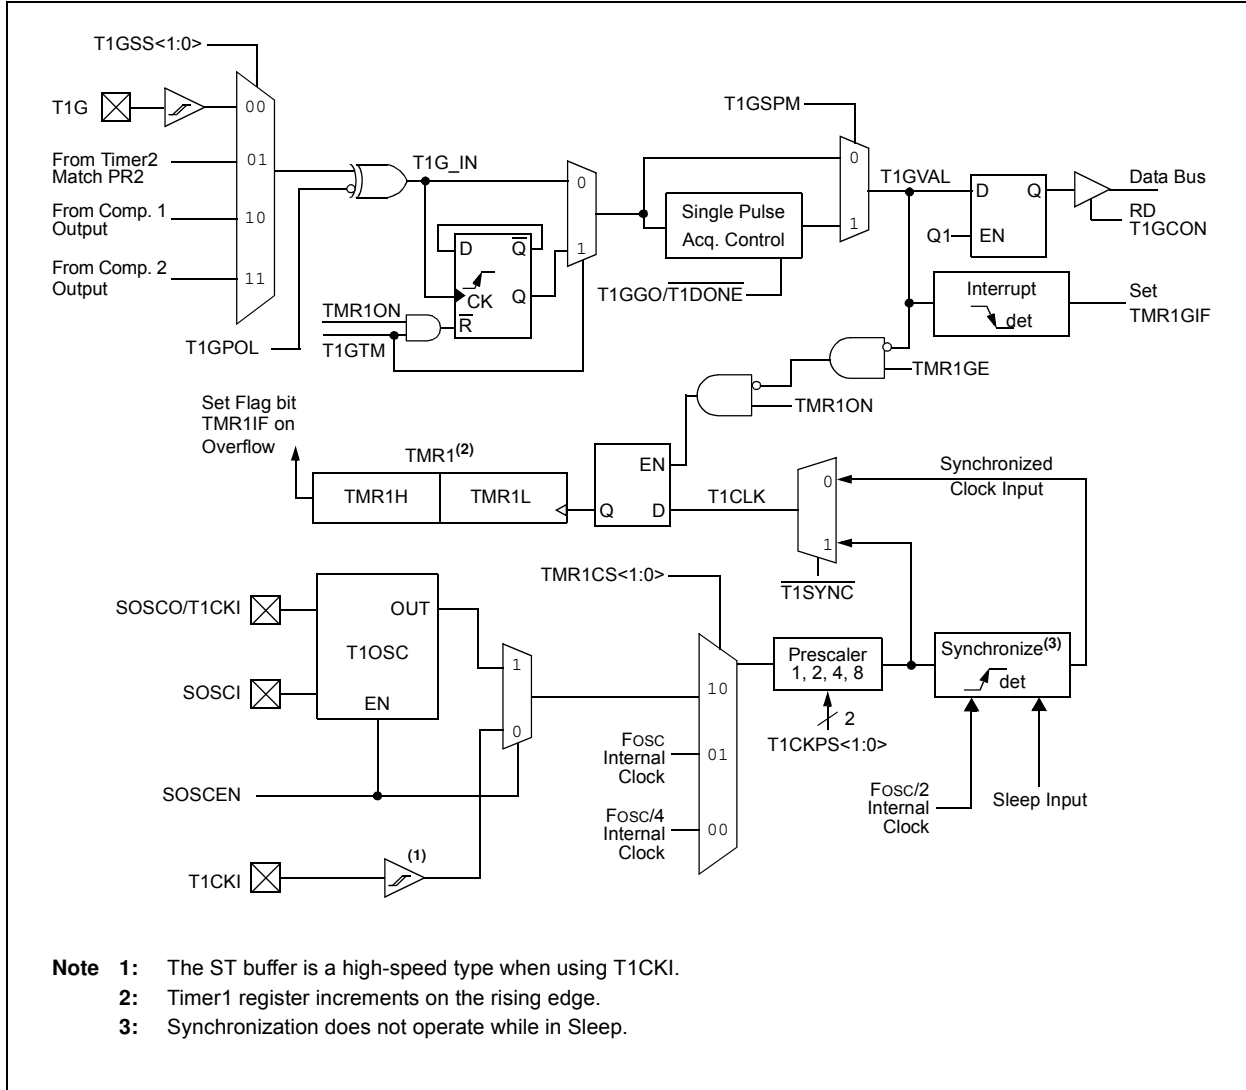 T1GSS<1:0>
T1G
00
From Timer2
Match PR2
01
From Comp. 1
Output
10
From Comp. 2
Output
11
T1GPOL
T1G_IN
D
Q
CK
Q
R
TMR1ON
T1GTM
0
1
T1GSPM
Single Pulse
Acq. Control
T1GGO/T1DONE
0
1
T1GVAL
D
Q
Q1
EN
Data Bus
RD
T1GCON
Interrupt
det
Set
TMR1GIF
TMR1GE
TMR1ON
Set Flag bit
TMR1IF on
Overflow
TMR1(2)
TMR1H
TMR1L
EN
Q
D
T1CLK
0
1
T1SYNC
Synchronized
Clock Input
SOSCO/T1CKI
SOSCI
OUT
T1OSC
EN
1
0
SOSCEN
T1CKI
(1)
TMR1CS<1:0>
10
FOSC
Internal
Clock
01
FOSC/4
Internal
Clock
00
Prescaler
1, 2, 4, 8
2
T1CKPS<1:0>
Synchronize(3)
det
FOSC/2
Internal
Clock
Sleep Input
Note 1: The ST buffer is a high-speed type when using T1CKI.
2: Timer1 register increments on the rising edge.
3: Synchronization does not operate while in Sleep.